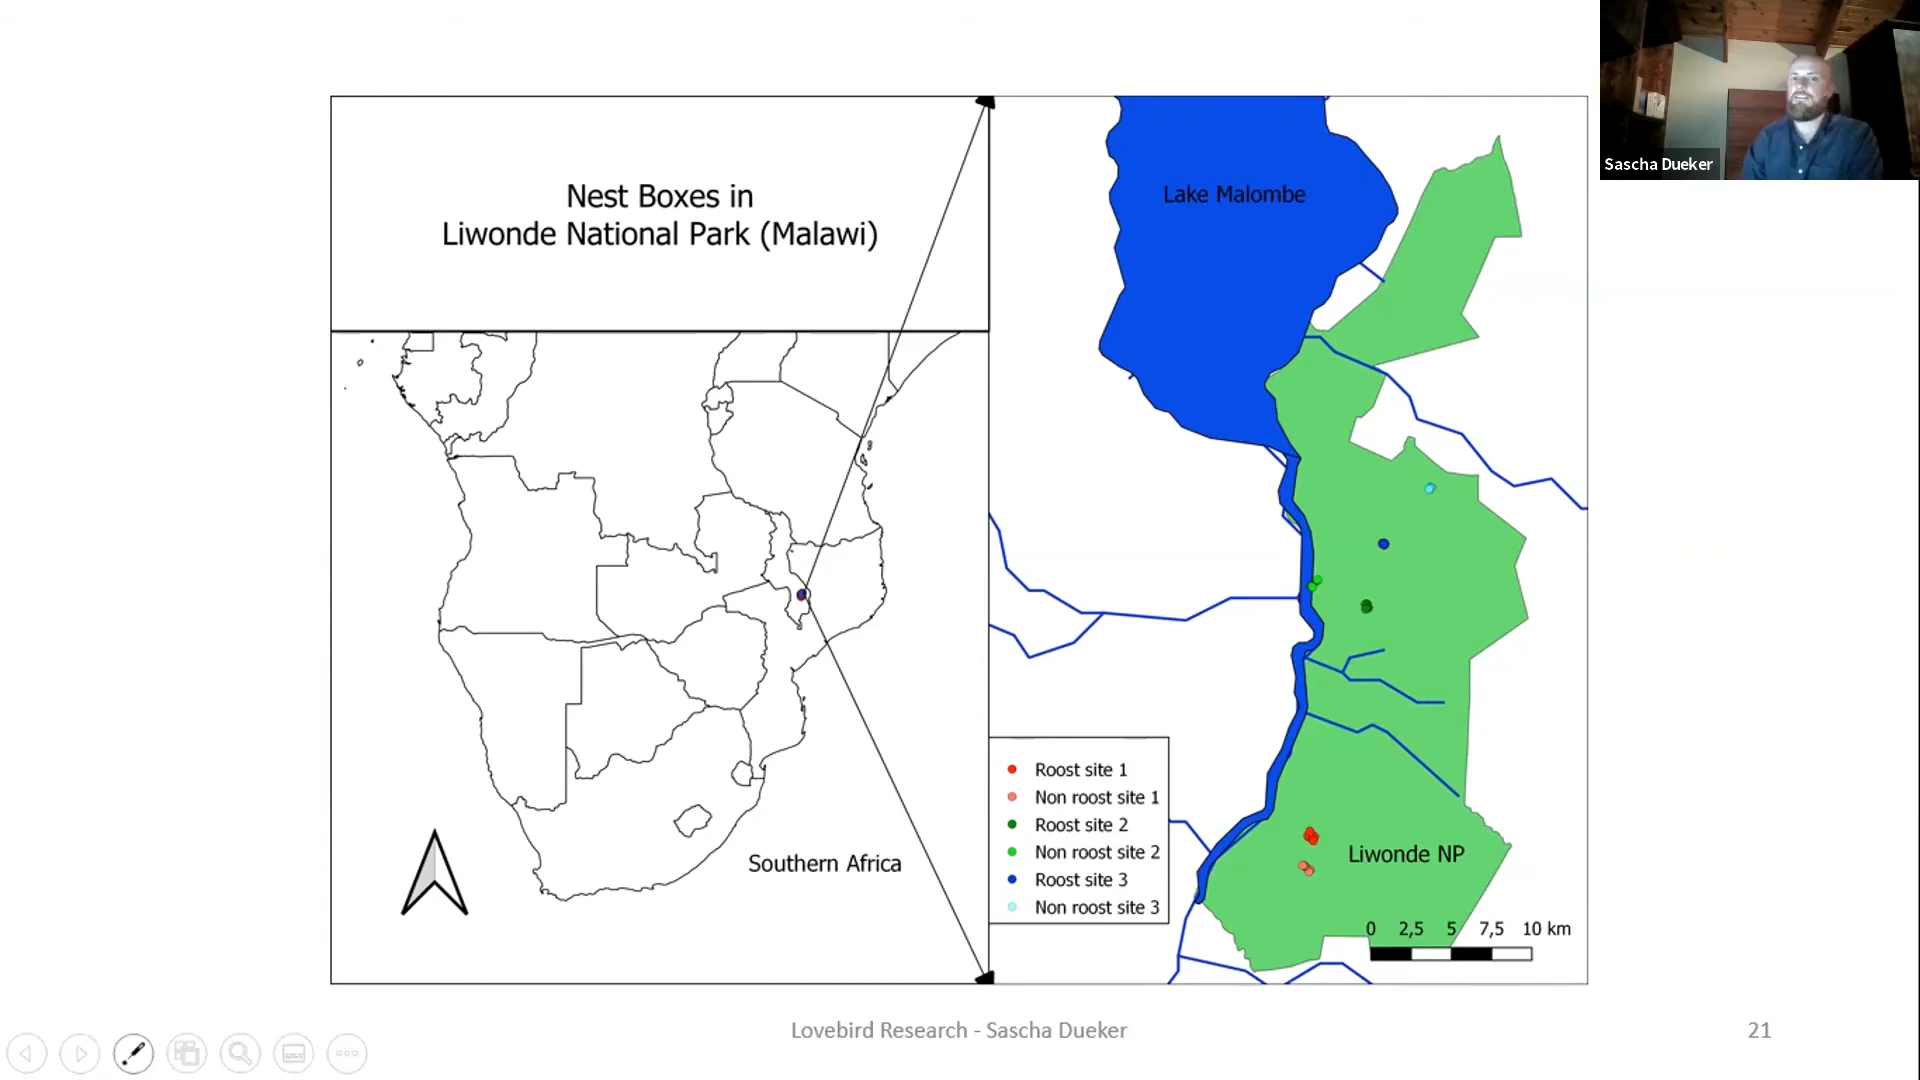 Nest Boxes in
Liwonde National Park (Malawi)
Southern Africa
Lake Malombe
Liwonde NP
Roost site 1
Non roost site 1
Roost site 2
Non roost site 2
Roost site 3
Non roost site 3
0 2,5 5 7,5 10 km
Sascha Dueker
Lovebird Research - Sascha Dueker
21